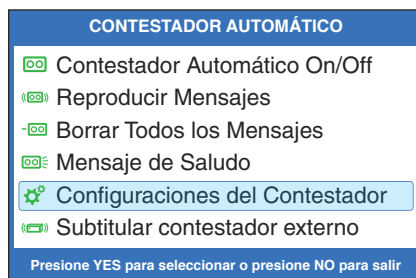 CONTESTADOR AUTOMÁTICO
Contestador Automático On/Off
Reproducir Mensajes
Borrar Todos los Mensajes
Mensaje de Saludo
Configuraciones del Contestador
Subtitular contestador externo
Presione YES para seleccionar o presione NO para salir